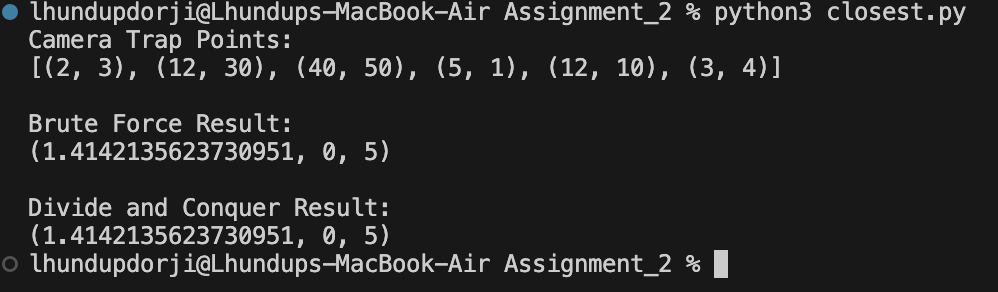 lhundupdorji@Lhundups-MacBook-Air Assignment_2 % python3 closest.py
Camera Trap Points:
[(2, 3), (12, 30), (40, 50), (5, 1), (12, 10), (3, 4)]
Brute Force Result:
(1.4142135623730951, 0, 5)
Divide and Conquer Result:
(1.4142135623730951, 0, 5)
lhundupdorji@Lhundups-MacBook-Air Assignment_2 %